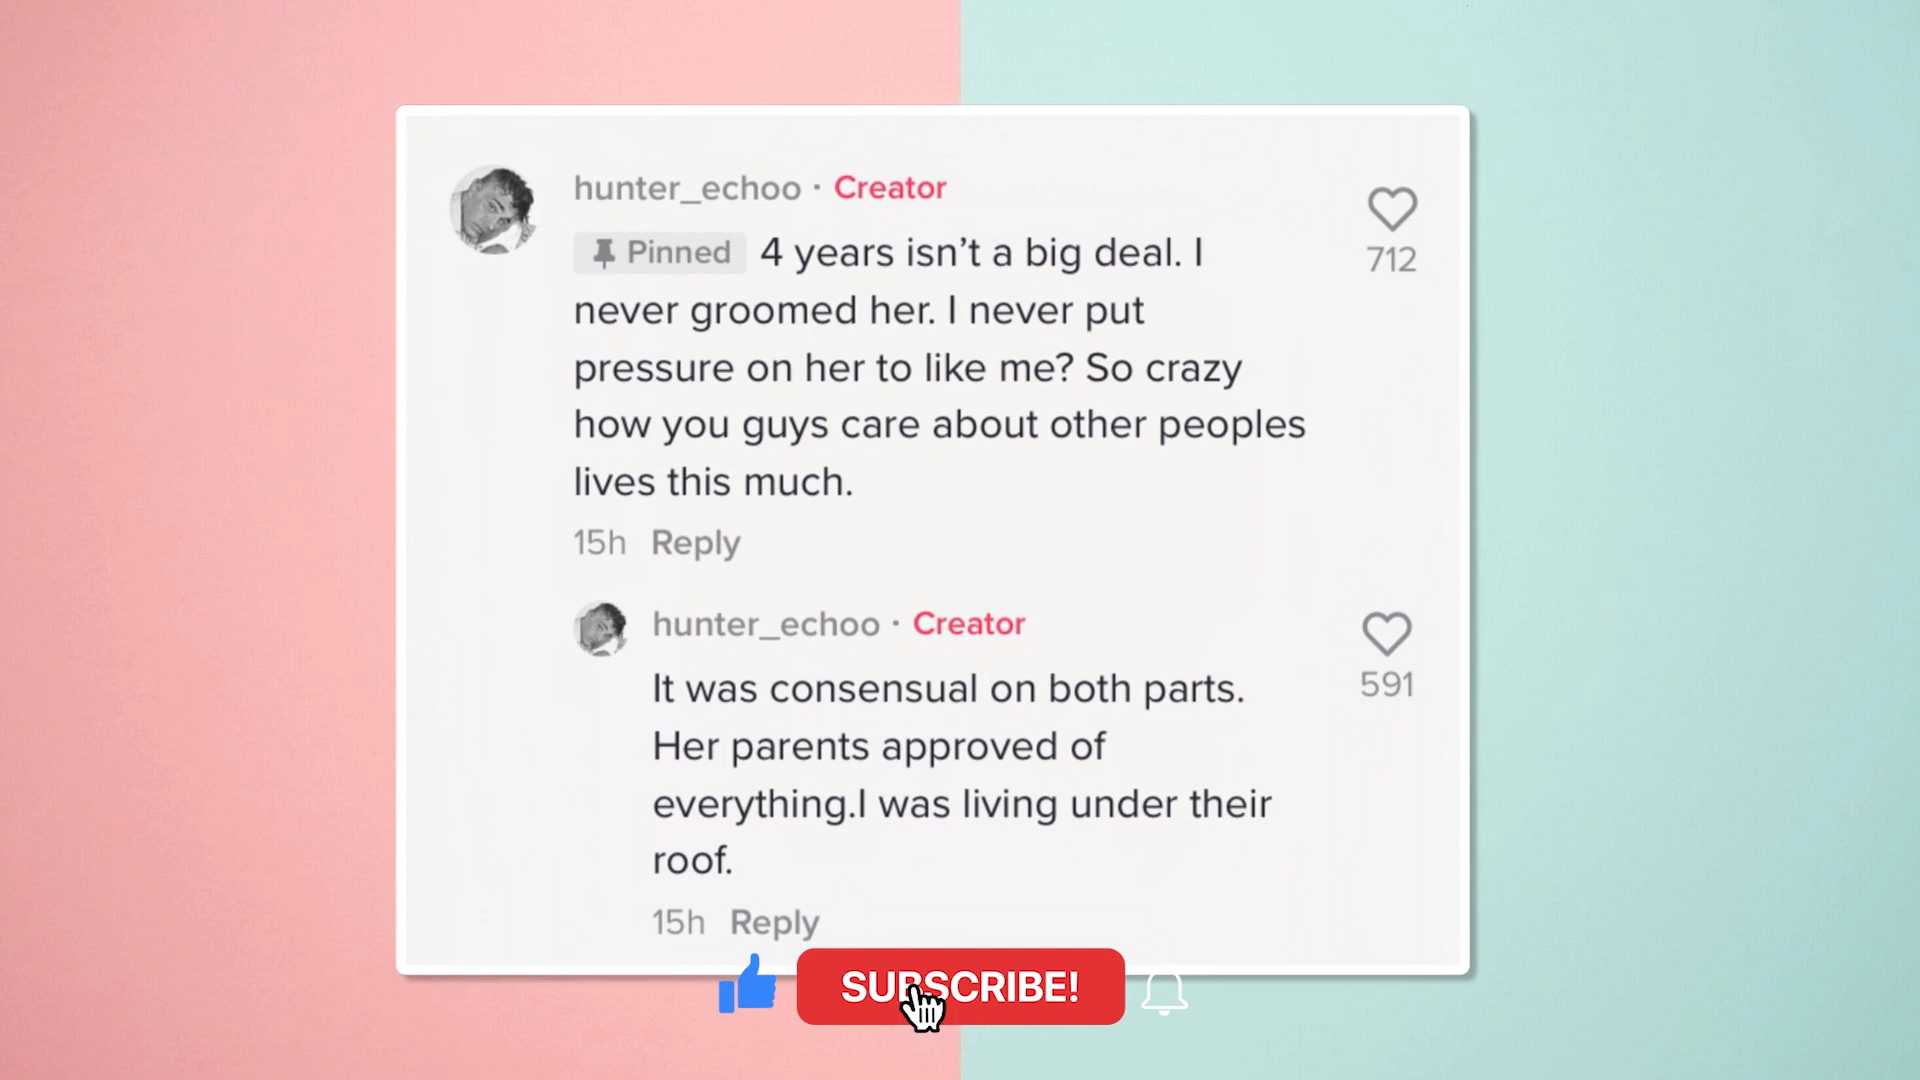 hunter_echoo · Creator
Pinned 4 years isn’t a big deal. I
never groomed her. I never put
pressure on her to like me? So crazy
how you guys care about other peoples
lives this much.
712
15h Reply
hunter_echoo · Creator
It was consensual on both parts.
Her parents approved of
everything.I was living under their
roof.
591
15h Reply
SUBSCRIBE!